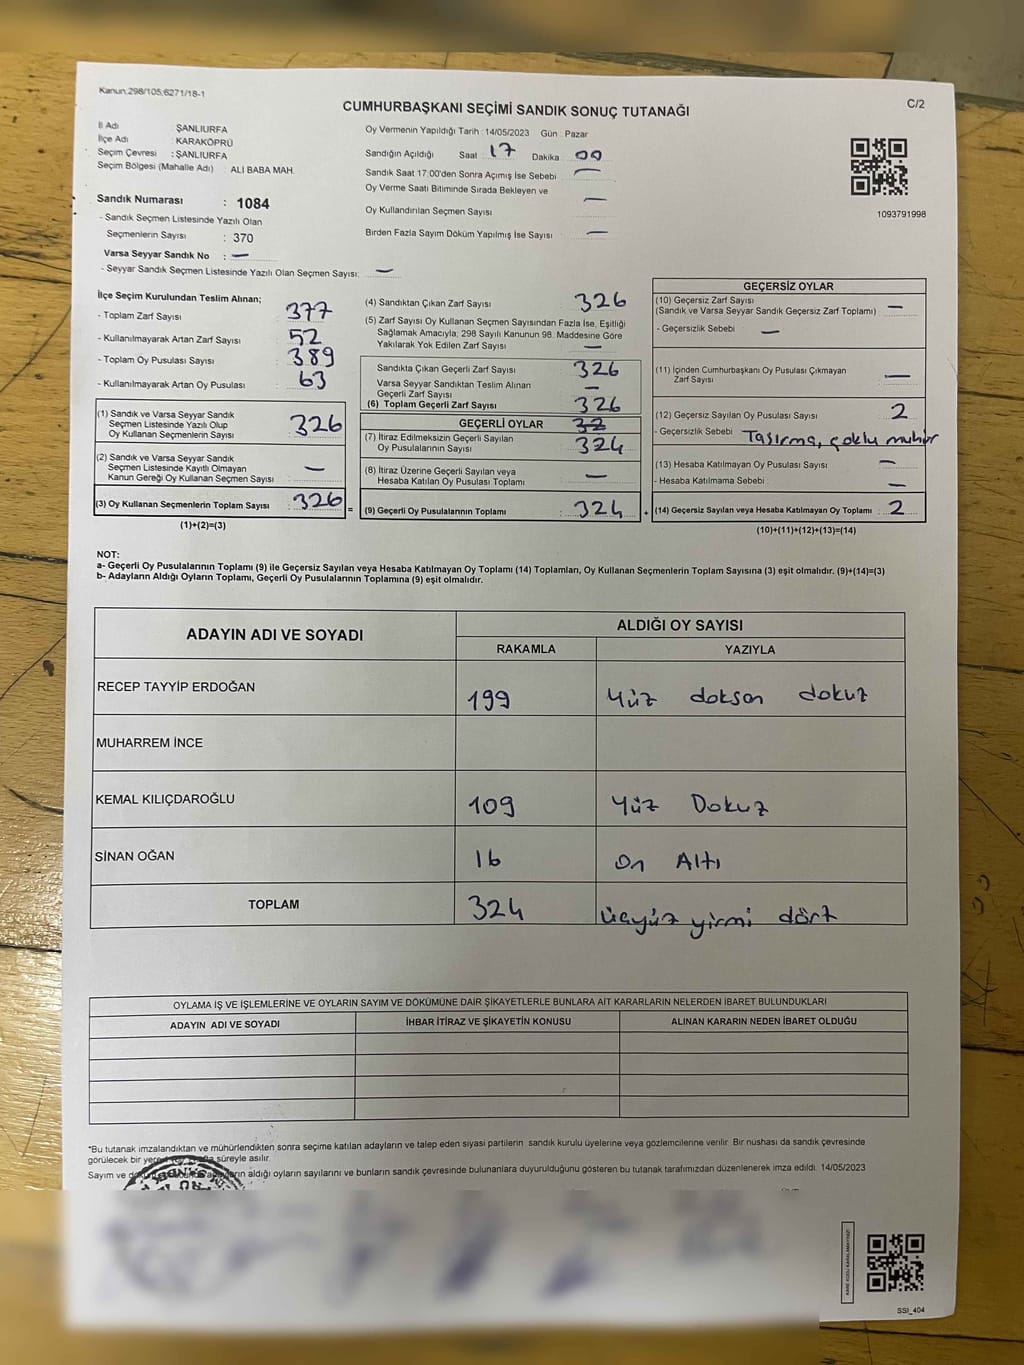 Kanun:298/105;6271/18-1
C/2
CUMHURBAŞKANI SEÇİMİ SANDIK SONUÇ TUTANAĞI
İl Adı : ŞANLIURFA
İlçe Adı : KARAKÖPRÜ
Seçim Çevresi : ŞANLIURFA
Seçim Bölgesi (Mahalle Adı) : ALİ BABA MAH.
Sandık Numarası : 1084
- Sandık Seçmen Listesinde Yazılı Olan
Seçmenlerin Sayısı : 370
Varsa Seyyar Sandık No : —
- Seyyar Sandık Seçmen Listesinde Yazılı Olan Seçmen Sayısı: —
Oy Vermenin Yapıldığı Tarih : 14/05/2023 Gün : Pazar
Sandığın Açıldığı Saat 17 Dakika 00
Sandık Saat 17:00'den Sonra Açımış İse Sebebi —
Oy Verme Saati Bitiminde Sırada Bekleyen ve
Oy Kullandırılan Seçmen Sayısı —
Birden Fazla Sayım Döküm Yapılmış İse Sayısı —
1093791998
İlçe Seçim Kurulundan Teslim Alınan;
- Toplam Zarf Sayısı 377
- Kullanılmayarak Artan Zarf Sayısı 52
- Toplam Oy Pusulası Sayısı 389
- Kullanılmayarak Artan Oy Pusulası 63
(1) Sandık ve Varsa Seyyar Sandık
Seçmen Listesinde Yazılı Olup
Oy Kullanan Seçmenlerin Sayısı 326
(2) Sandık ve Varsa Seyyar Sandık
Seçmen Listesinde Kayıtlı Olmayan
Kanun Gereği Oy Kullanan Seçmen Sayısı —
(3) Oy Kullanan Seçmenlerin Toplam Sayısı 326 =
(1)+(2)=(3)
(4) Sandıktan Çıkan Zarf Sayısı 326
(5) Zarf Sayısı Oy Kullanan Seçmen Sayısından Fazla İse, Eşitliği
Sağlamak Amacıyla; 298 Sayılı Kanunun 98. Maddesine Göre
Yakılarak Yok Edilen Zarf Sayısı —
Sandıkta Çıkan Geçerli Zarf Sayısı 326
Varsa Seyyar Sandıktan Teslim Alınan
Geçerli Zarf Sayısı —
(6) Toplam Geçerli Zarf Sayısı 326
GEÇERLİ OYLAR
(7) İtiraz Edilmeksizin Geçerli Sayılan
Oy Pusulalarının Sayısı 324
(8) İtiraz Üzerine Geçerli Sayılan veya
Hesaba Katılan Oy Pusulası Toplamı —
(9) Geçerli Oy Pusulalarının Toplamı : 324 +
GEÇERSİZ OYLAR
(10) Geçersiz Zarf Sayısı
(Sandık ve Varsa Seyyar Sandık Geçersiz Zarf Toplamı) —
- Geçersizlik Sebebi —
(11) İçinden Cumhurbaşkanı Oy Pusulası Çıkmayan
Zarf Sayısı —
(12) Geçersiz Sayılan Oy Pusulası Sayısı 2
- Geçersizlik Sebebi Taşırma, çoklu mühür
(13) Hesaba Katılmayan Oy Pusulası Sayısı —
- Hesaba Katılmama Sebebi —
(14) Geçersiz Sayılan veya Hesaba Katılmayan Oy Toplamı : 2
(10)+(11)+(12)+(13)=(14)
NOT:
a- Geçerli Oy Pusulalarının Toplamı (9) ile Geçersiz Sayılan veya Hesaba Katılmayan Oy Toplamı (14) Toplamları, Oy Kullanan Seçmenlerin Toplam Sayısına (3) eşit olmalıdır. (9)+(14)=(3)
b- Adayların Aldığı Oyların Toplamı, Geçerli Oy Pusulalarının Toplamına (9) eşit olmalıdır.
ADAYIN ADI VE SOYADI
ALDIĞI OY SAYISI
RAKAMLA YAZIYLA
RECEP TAYYİP ERDOĞAN 199 Yüz doksan dokuz
MUHARREM İNCE
KEMAL KILIÇDAROĞLU 109 Yüz Dokuz
SİNAN OĞAN 16 On Altı
TOPLAM 324 üçyüz yirmi dört
OYLAMA İŞ VE İŞLEMLERİNE VE OYLARIN SAYIM VE DÖKÜMÜNE DAİR ŞİKAYETLERLE BUNLARA AİT KARARLARIN NELERDEN İBARET BULUNDUKLARI
ADAYIN ADI VE SOYADI İHBAR İTİRAZ VE ŞİKAYETİN KONUSU ALINAN KARARIN NEDEN İBARET OLDUĞU
*Bu tutanak imzalandıktan ve mühürlendikten sonra seçime katılan adayların ve talep eden siyasi partilerin sandık kurulu üyelerine veya gözlemcilerine verilir. Bir nüshası da sandık çevresinde
görülecek bir yere süreyle asılır.
Sayım ve aldığı oyların sayılarını ve bunların sandık çevresinde bulunanlara duyurulduğunu gösteren bu tutanak tarafımızdan düzenlenerek imza edildi. 14/05/2023
KARE KODU KARALAMAYINIZ!
SSI_404